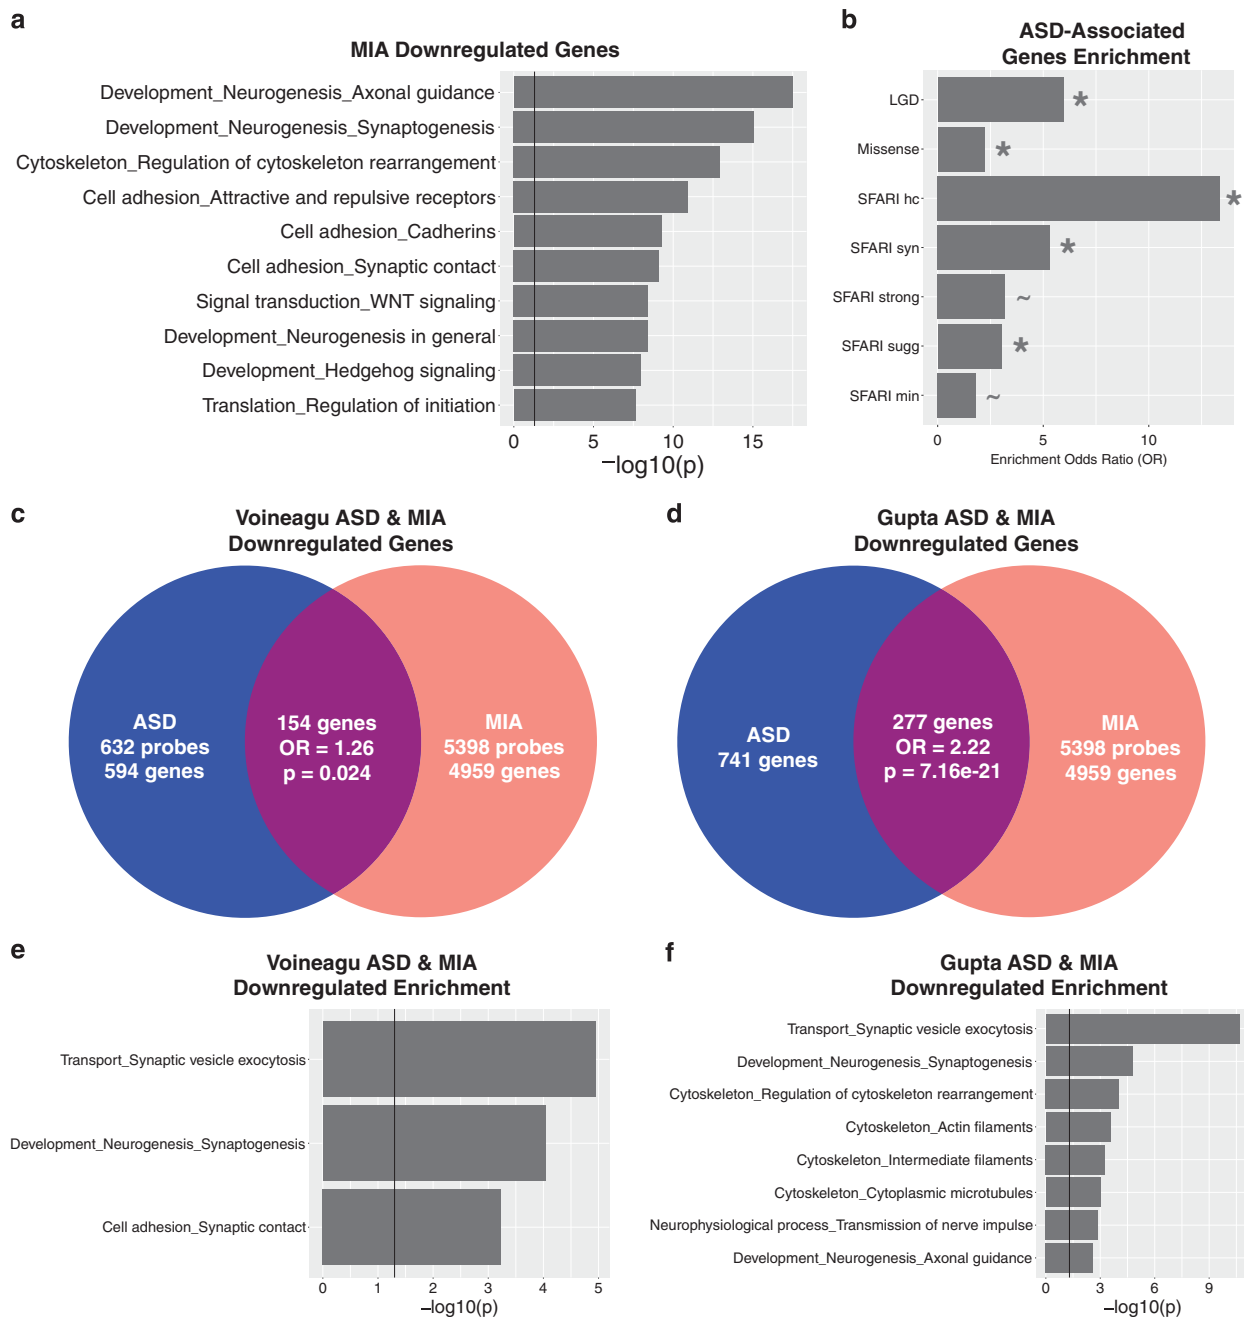 a
MIA Downregulated Genes
Development_Neurogenesis_Axonal guidance
Development_Neurogenesis_Synaptogenesis
Cytoskeleton_Regulation of cytoskeleton rearrangement
Cell adhesion_Attractive and repulsive receptors
Cell adhesion_Cadherins
Cell adhesion_Synaptic contact
Signal transduction_WNT signaling
Development_Neurogenesis in general
Development_Hedgehog signaling
Translation_Regulation of initiation
0 5 10 15
−log10(p)
b
ASD-Associated
Genes Enrichment
LGD *
Missense *
SFARI hc *
SFARI syn *
SFARI strong ~
SFARI sugg *
SFARI min ~
0 5 10
Enrichment Odds Ratio (OR)
c
Voineagu ASD & MIA
Downregulated Genes
ASD
632 probes
594 genes
154 genes
OR = 1.26
p = 0.024
MIA
5398 probes
4959 genes
d
Gupta ASD & MIA
Downregulated Genes
ASD
741 genes
277 genes
OR = 2.22
p = 7.16e-21
MIA
5398 probes
4959 genes
e
Voineagu ASD & MIA
Downregulated Enrichment
Transport_Synaptic vesicle exocytosis
Development_Neurogenesis_Synaptogenesis
Cell adhesion_Synaptic contact
0 1 2 3 4 5
−log10(p)
f
Gupta ASD & MIA
Downregulated Enrichment
Transport_Synaptic vesicle exocytosis
Development_Neurogenesis_Synaptogenesis
Cytoskeleton_Regulation of cytoskeleton rearrangement
Cytoskeleton_Actin filaments
Cytoskeleton_Intermediate filaments
Cytoskeleton_Cytoplasmic microtubules
Neurophysiological process_Transmission of nerve impulse
Development_Neurogenesis_Axonal guidance
0 3 6 9
−log10(p)